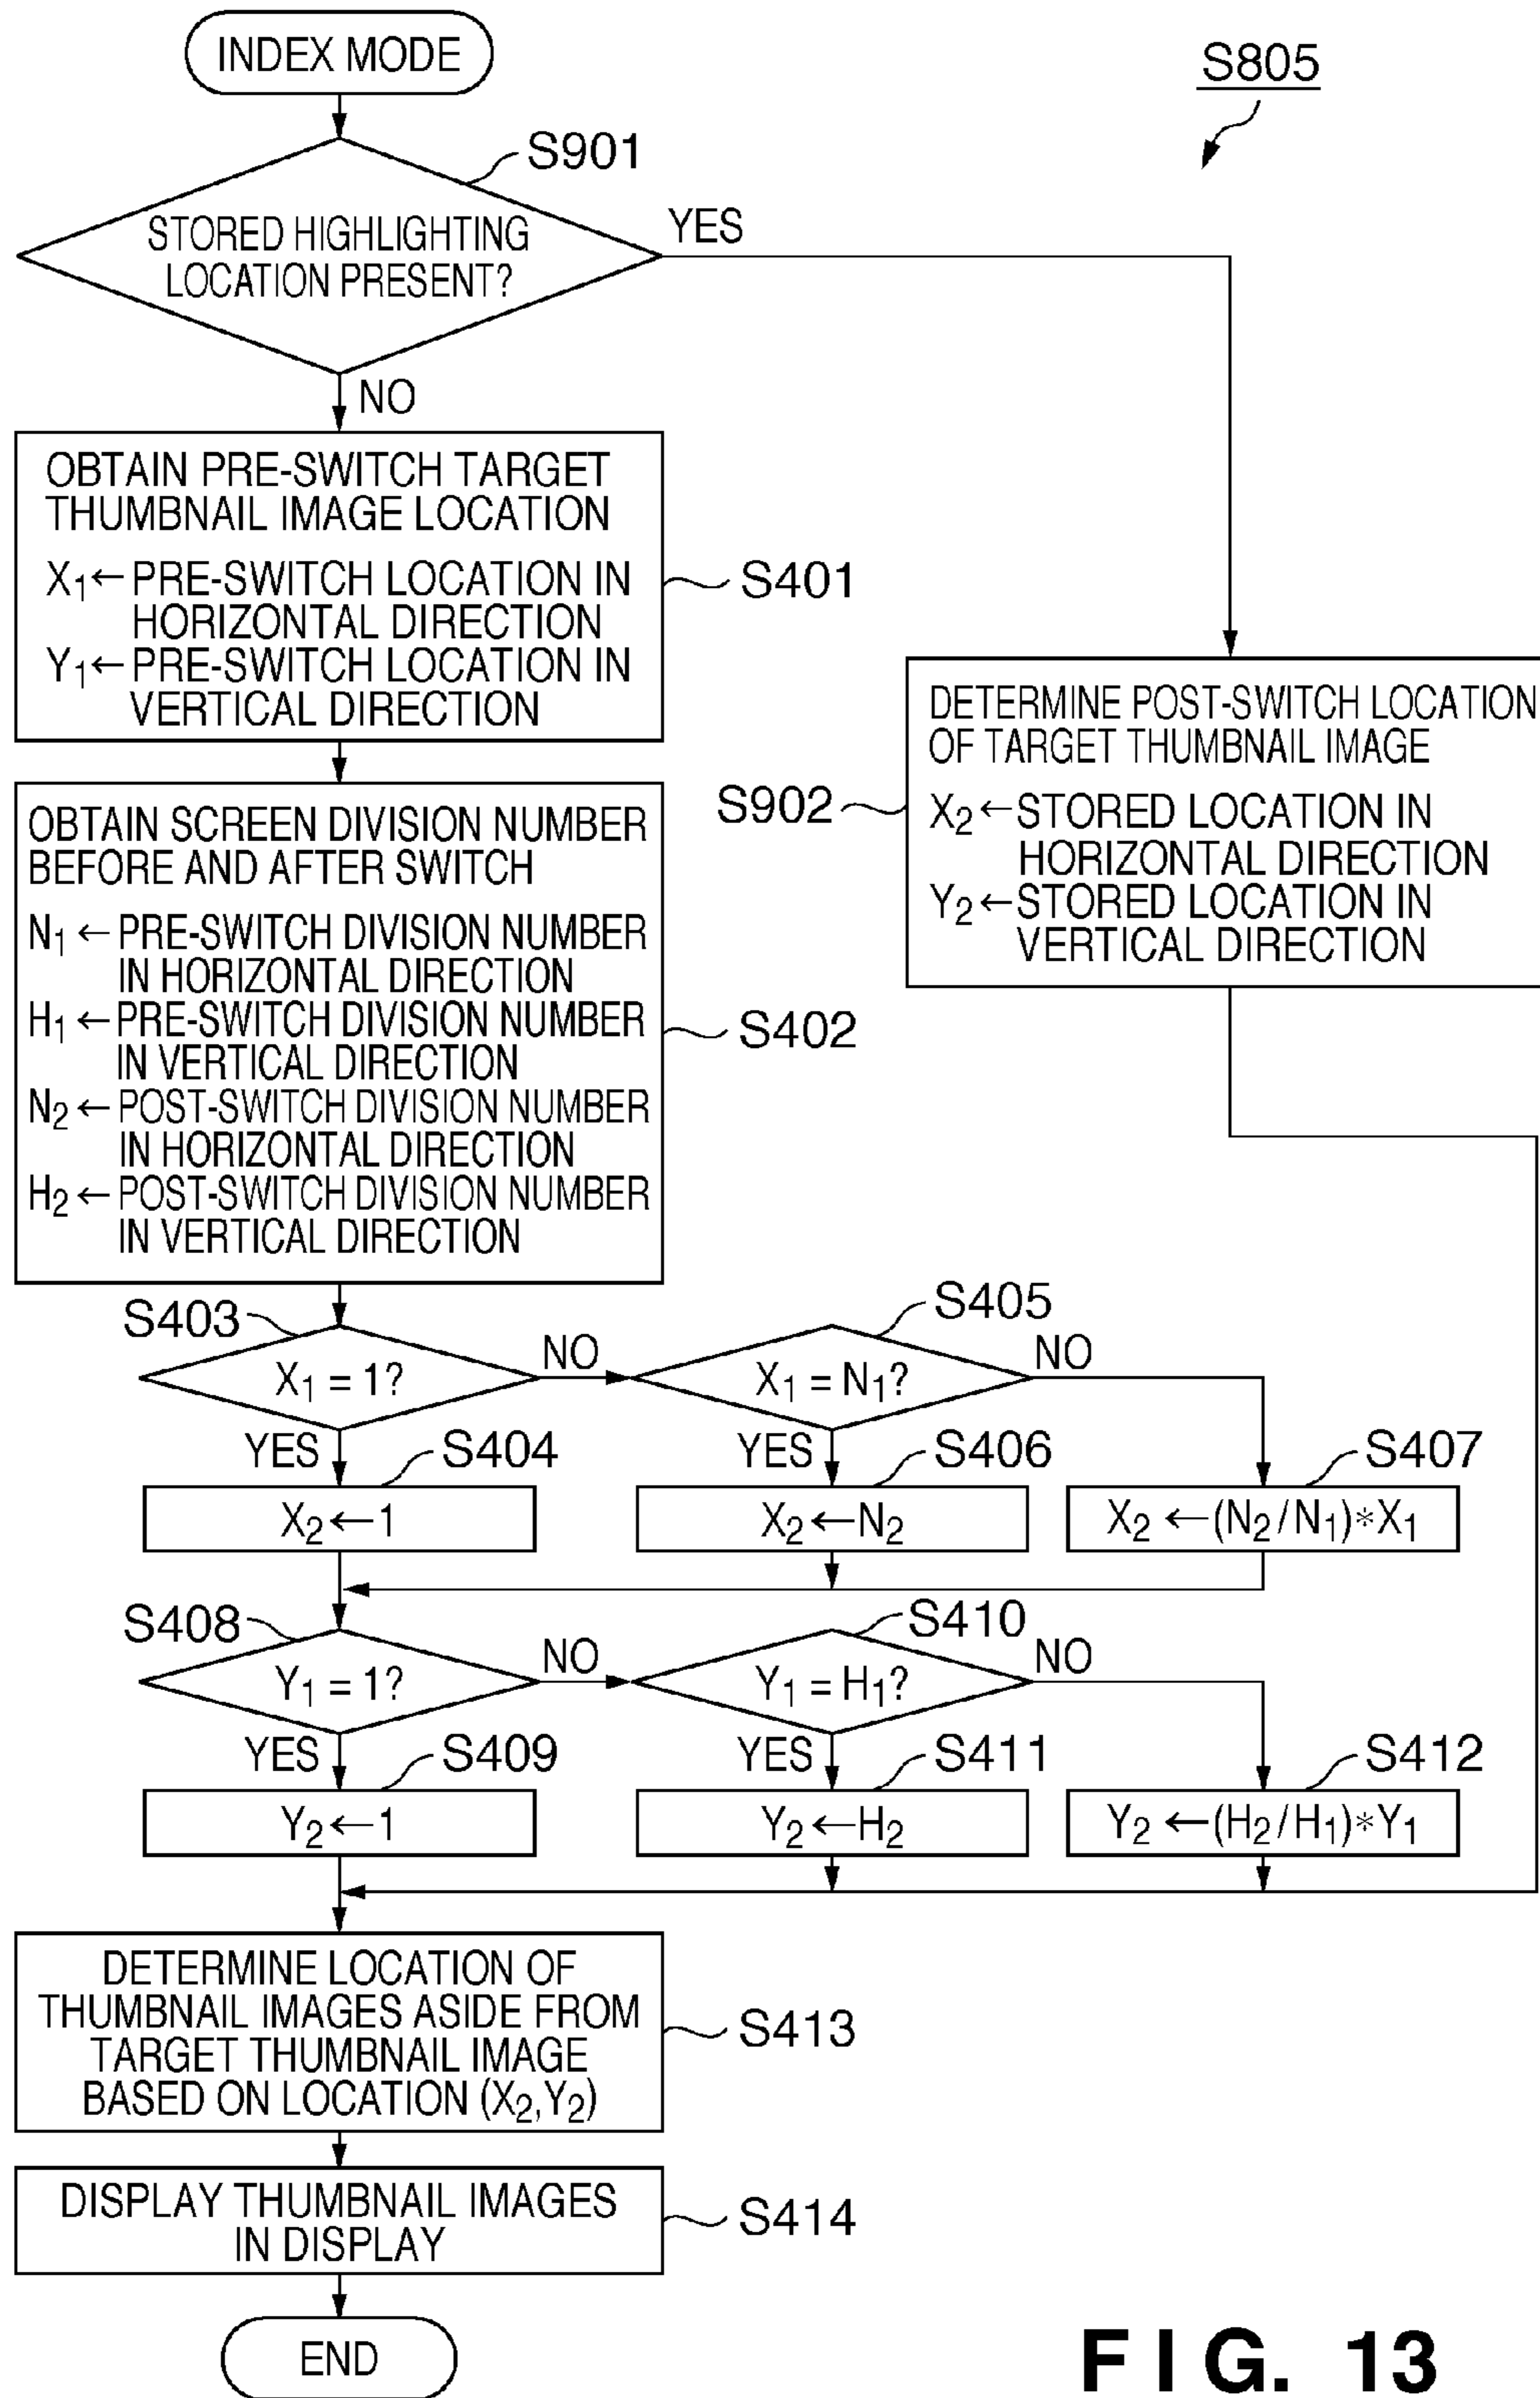 INDEX MODE
S805
S901
STORED HIGHLIGHTING
LOCATION PRESENT?
YES
NO
OBTAIN PRE-SWITCH TARGET
THUMBNAIL IMAGE LOCATION
X₁←PRE-SWITCH LOCATION IN
HORIZONTAL DIRECTION
Y₁←PRE-SWITCH LOCATION IN
VERTICAL DIRECTION
S401
DETERMINE POST-SWITCH LOCATION
OF TARGET THUMBNAIL IMAGE
X₂←STORED LOCATION IN
HORIZONTAL DIRECTION
Y₂←STORED LOCATION IN
VERTICAL DIRECTION
S902
OBTAIN SCREEN DIVISION NUMBER
BEFORE AND AFTER SWITCH
N₁←PRE-SWITCH DIVISION NUMBER
IN HORIZONTAL DIRECTION
H₁←PRE-SWITCH DIVISION NUMBER
IN VERTICAL DIRECTION
N₂←POST-SWITCH DIVISION NUMBER
IN HORIZONTAL DIRECTION
H₂←POST-SWITCH DIVISION NUMBER
IN VERTICAL DIRECTION
S402
S403
X₁ = 1?
NO
S405
X₁ = N₁?
NO
YES
S404
X₂←1
YES
S406
X₂←N₂
S407
X₂←(N₂/N₁)*X₁
S408
Y₁ = 1?
NO
S410
Y₁ = H₁?
NO
YES
S409
Y₂←1
YES
S411
Y₂←H₂
S412
Y₂←(H₂/H₁)*Y₁
DETERMINE LOCATION OF
THUMBNAIL IMAGES ASIDE FROM
TARGET THUMBNAIL IMAGE
BASED ON LOCATION (X₂,Y₂)
S413
DISPLAY THUMBNAIL IMAGES
IN DISPLAY
S414
END
FIG. 13